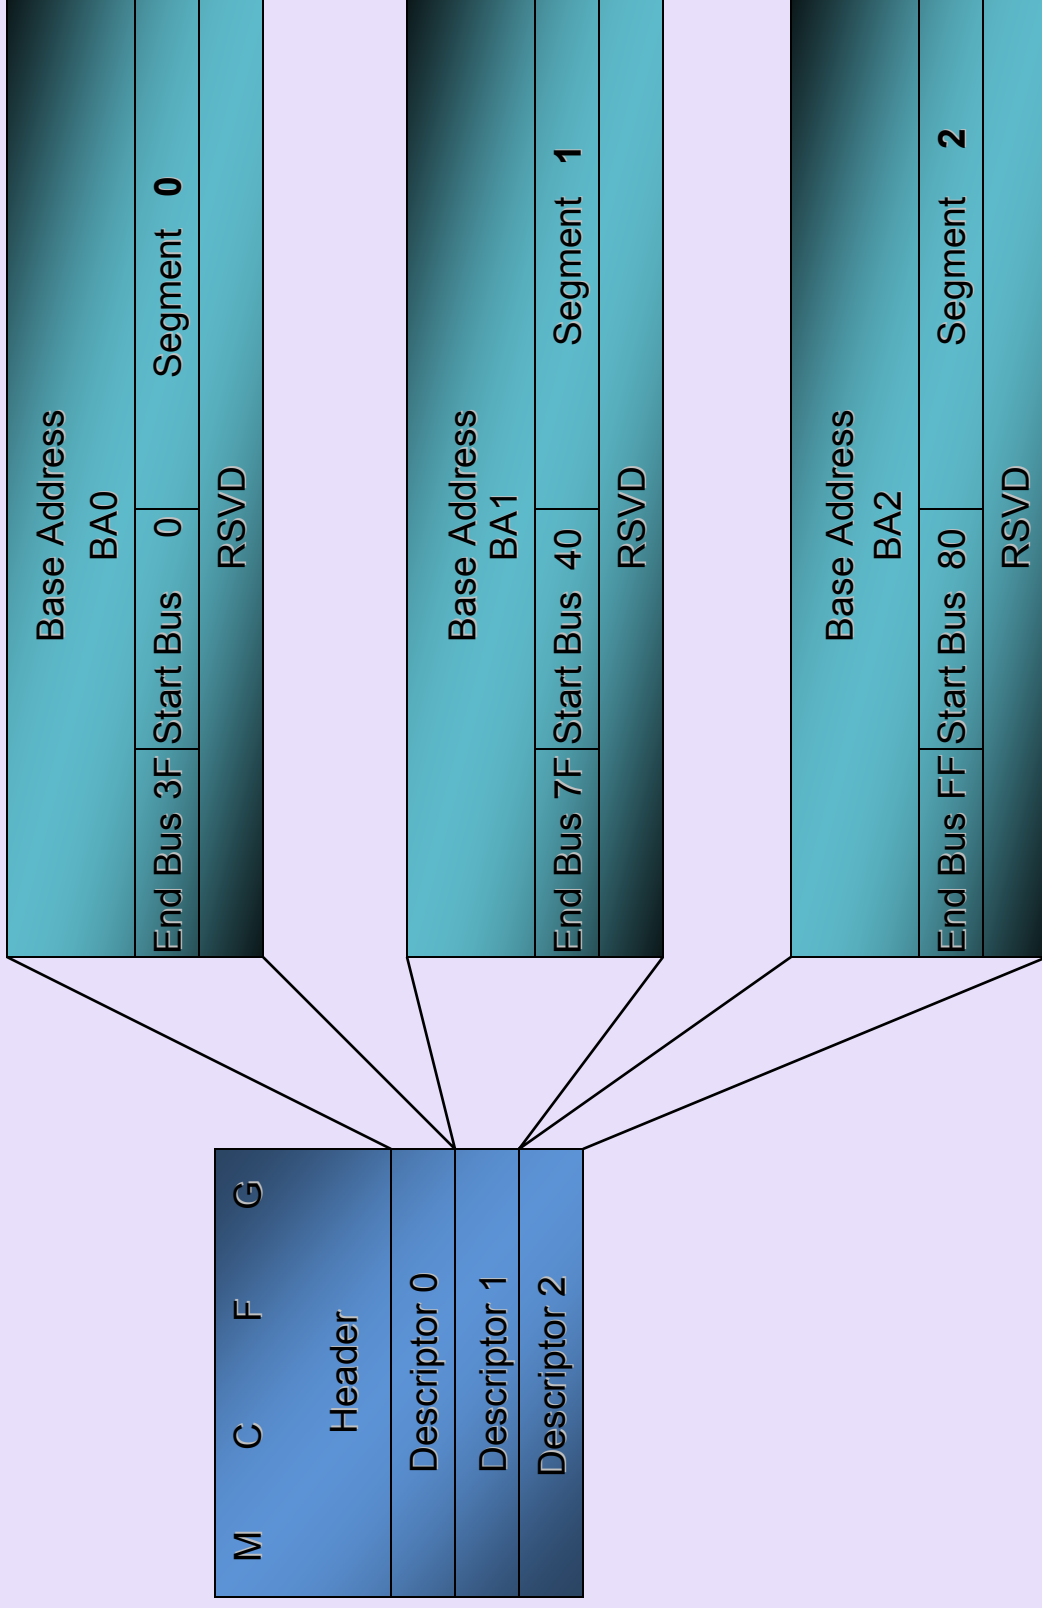 M C F G
Header
Descriptor 0
Descriptor 1
Descriptor 2
Base Address
BA0
End Bus 3F Start Bus 0 Segment 0
RSVD
Base Address
BA1
End Bus 7F Start Bus 40 Segment 1
RSVD
Base Address
BA2
End Bus FF Start Bus 80 Segment 2
RSVD